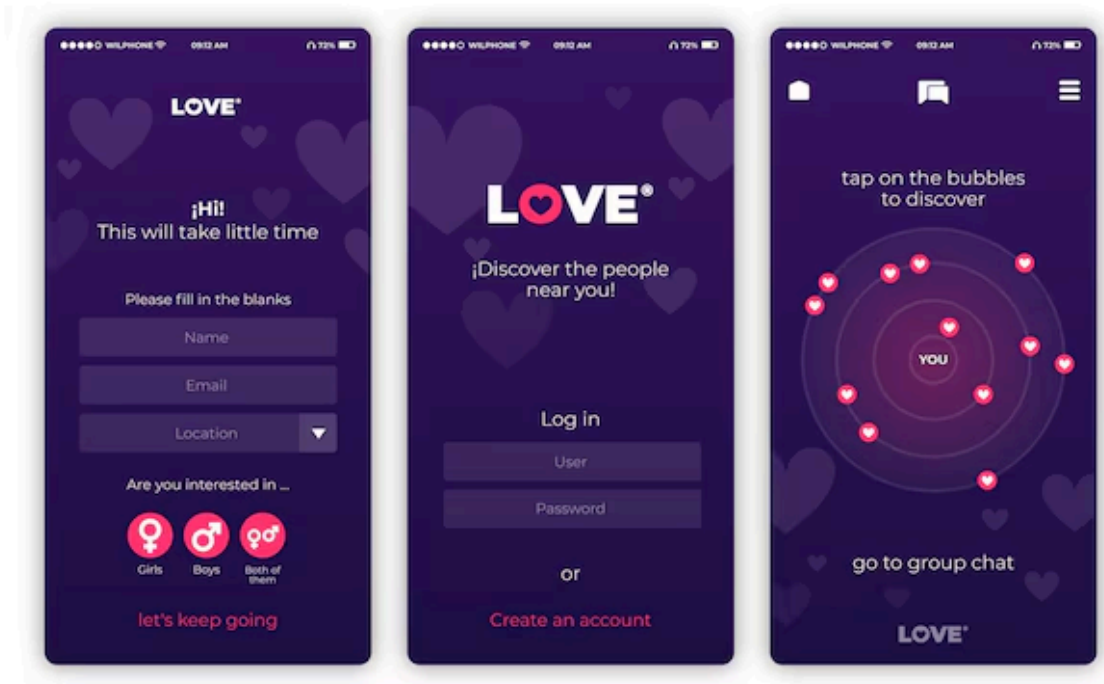 WILPHONE 09:12 AM 72%
LOVE®
¡Hi!
This will take little time
Please fill in the blanks
Name
Email
Location
Are you interested in ...
Girls
Boys
Both of
them
let's keep going
WILPHONE 09:12 AM 72%
LOVE®
¡Discover the people
near you!
Log in
User
Password
or
Create an account
WILPHONE 09:12 AM 72%
tap on the bubbles
to discover
YOU
go to group chat
LOVE®